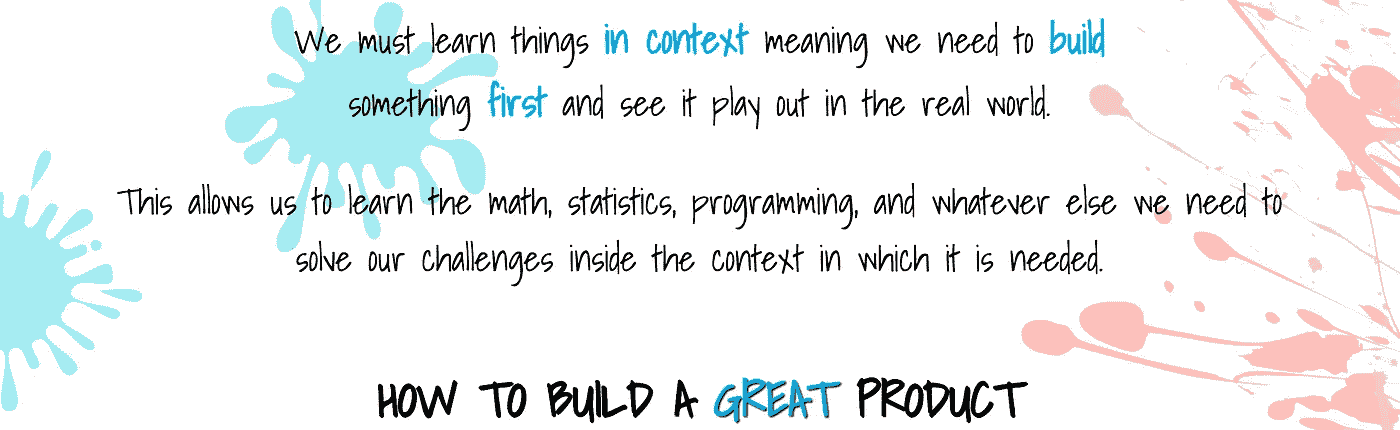 We must learn things in context meaning we need to build
something first and see it play out in the real world.
This allows us to learn the math, statistics, programming, and whatever else we need to
solve our challenges inside the context in which it is needed.
HOW TO BUILD A GREAT PRODUCT